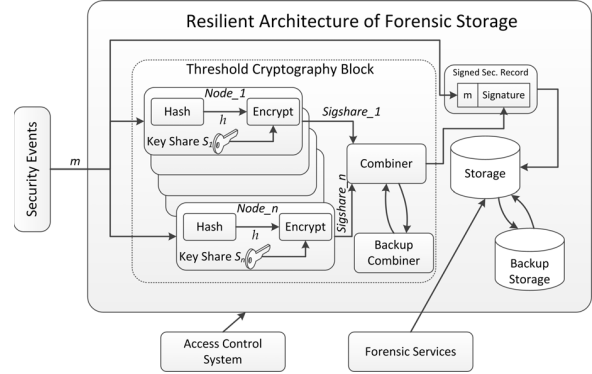 Resilient Architecture of Forensic Storage
Threshold Cryptography Block
Signed Sec. Record
m
Signature
Security Events
m
Node_1
Hash
h
Encrypt
Key Share S1
Sigshare_1
Combiner
Sigshare_n
Node_n
Hash
h
Encrypt
Key Share Sn
Backup
Combiner
Storage
Backup
Storage
Access Control
System
Forensic Services